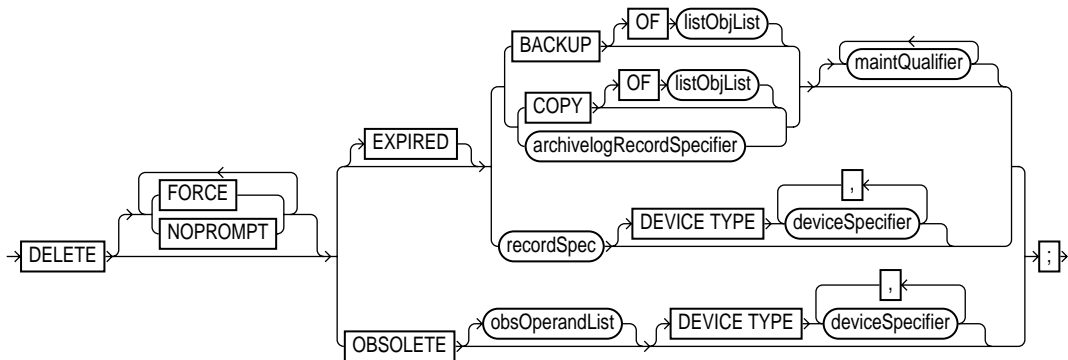 OF listObjList
BACKUP
maintQualifier
OF listObjList
COPY
EXPIRED
archivelogRecordSpecifier
FORCE
,
NOPROMPT
DEVICE TYPE deviceSpecifier
recordSpec
DELETE
;
,
obsOperandList DEVICE TYPE deviceSpecifier
OBSOLETE